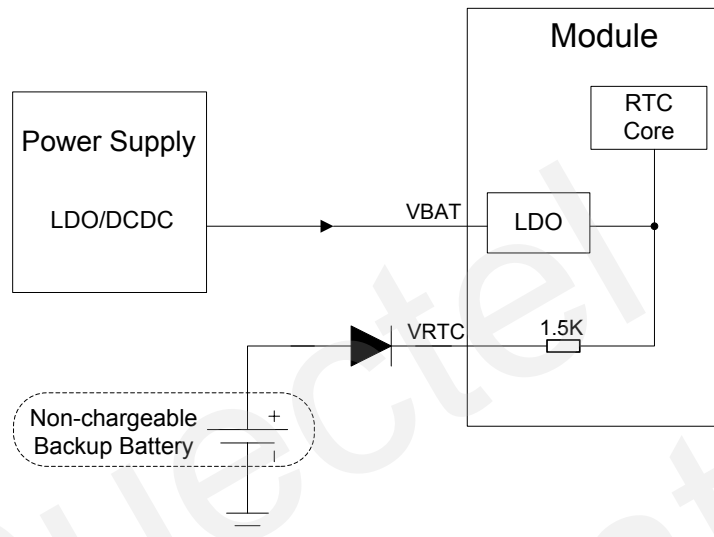 Module
RTC
Core
Power Supply
LDO/DCDC
VBAT
LDO
VRTC
1.5K
Non-chargeable
Backup Battery
+
-